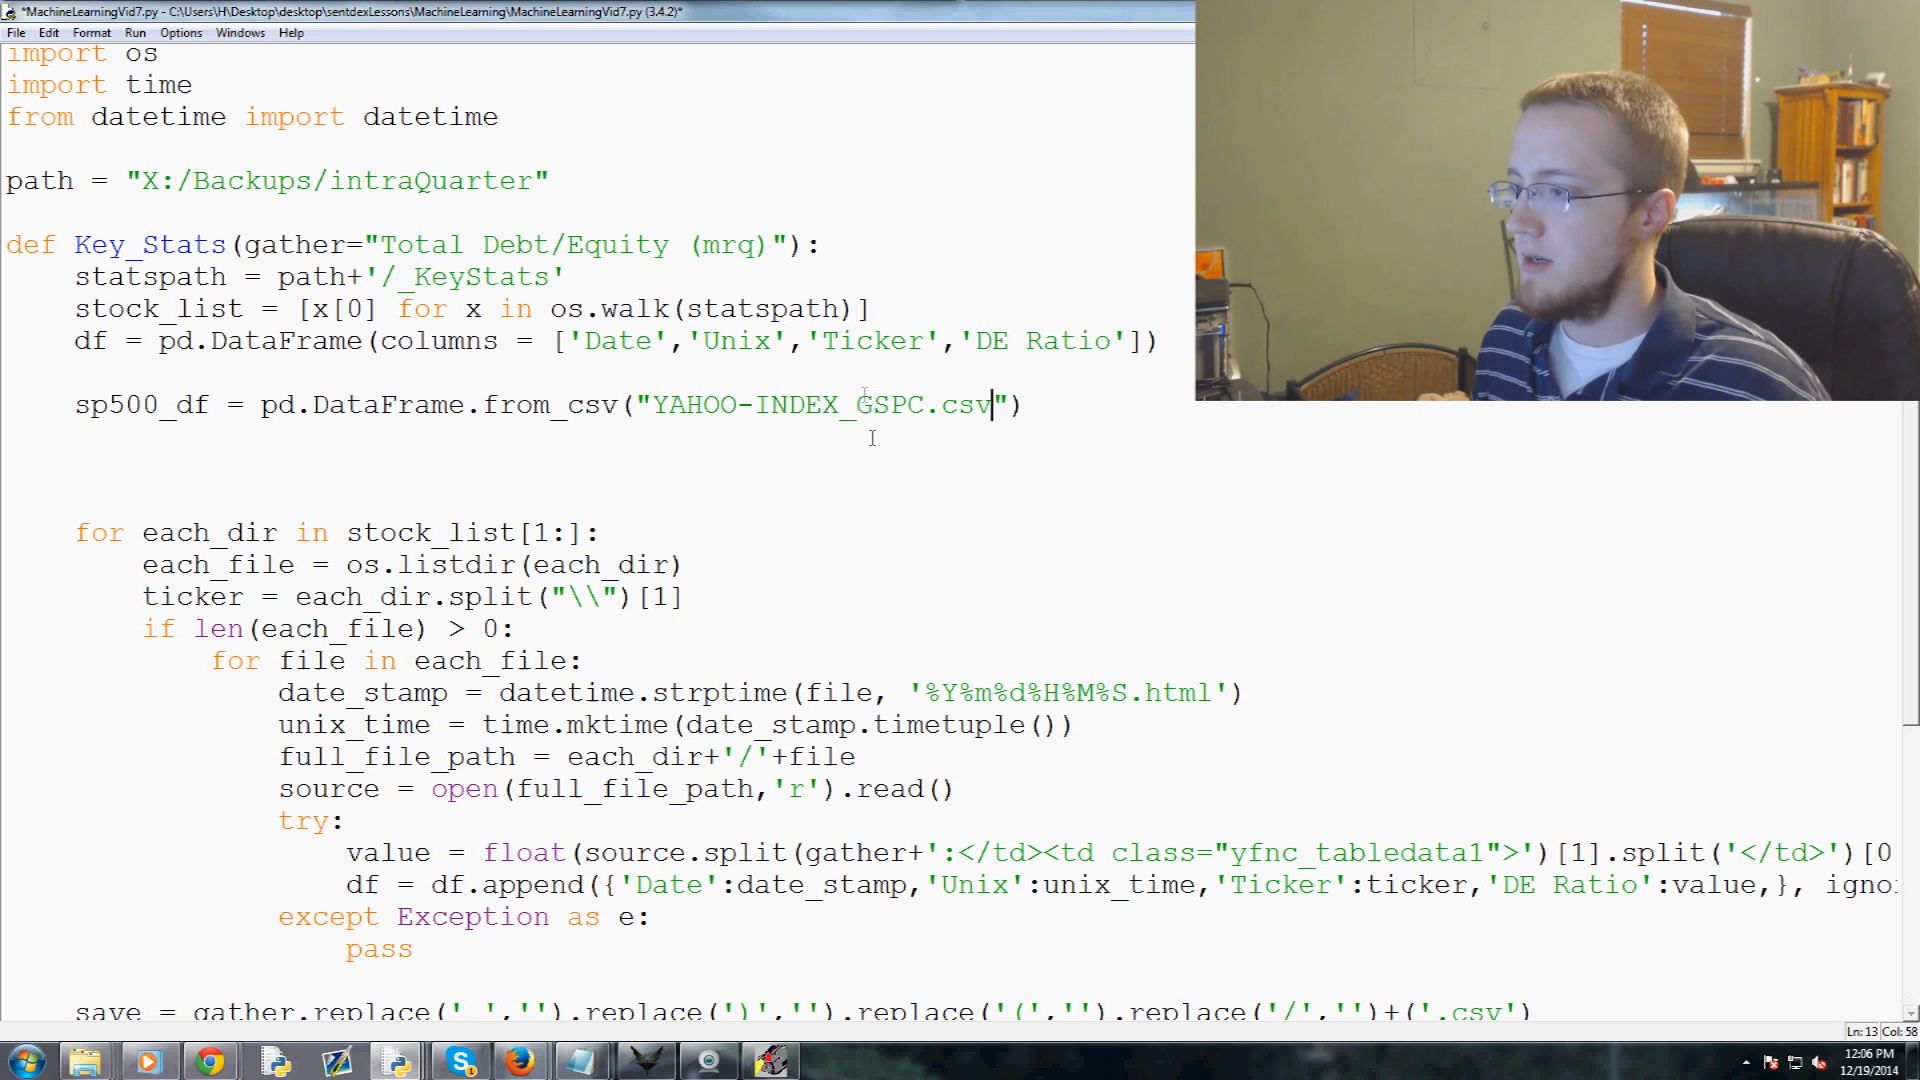 *MachineLearningVid7.py - C:\Users\H\Desktop\desktop\sentdexLessons\MachineLearning\MachineLearningVid7.py (3.4.2)*
File Edit Format Run Options Windows Help
import os
import time
from datetime import datetime
path = "X:/Backups/intraQuarter"
def Key_Stats(gather="Total Debt/Equity (mrq)"):
    statspath = path+'/_KeyStats'
    stock_list = [x[0] for x in os.walk(statspath)]
    df = pd.DataFrame(columns = ['Date','Unix','Ticker','DE Ratio'])
    sp500_df = pd.DataFrame.from_csv("YAHOO-INDEX_GSPC.csv")
    for each_dir in stock_list[1:]:
        each_file = os.listdir(each_dir)
        ticker = each_dir.split("\\")[1]
        if len(each_file) > 0:
            for file in each_file:
                date_stamp = datetime.strptime(file, '%Y%m%d%H%M%S.html')
                unix_time = time.mktime(date_stamp.timetuple())
                full_file_path = each_dir+'/'+file
                source = open(full_file_path,'r').read()
                try:
                    value = float(source.split(gather+':</td><td class="yfnc_tabledata1">')[1].split('</td>')[0
                    df = df.append({'Date':date_stamp,'Unix':unix_time,'Ticker':ticker,'DE Ratio':value,}, igno
                except Exception as e:
                    pass
    save = gather.replace(' ','').replace(')','').replace('(','').replace('/','')+('.csv')
Ln: 13 Col: 58
12:06 PM
12/19/2014